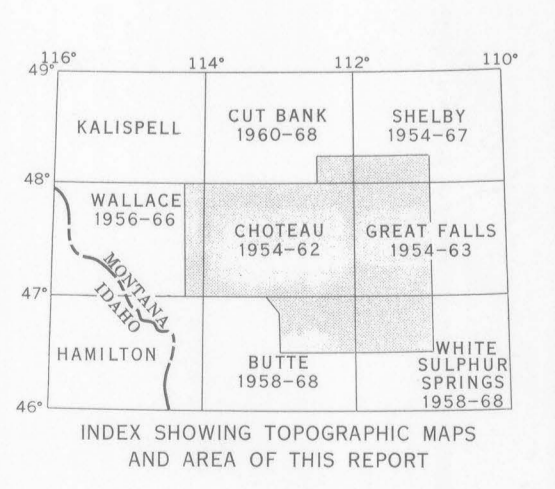 116°
114°
112°
110°
49°
KALISPELL
CUT BANK
1960-68
SHELBY
1954-67
48°
WALLACE
1956-66
CHOTEAU
1954-62
GREAT FALLS
1954-63
MONTANA
IDAHO
47°
HAMILTON
BUTTE
1958-68
WHITE
SULPHUR
SPRINGS
1958-68
46°
INDEX SHOWING TOPOGRAPHIC MAPS
AND AREA OF THIS REPORT